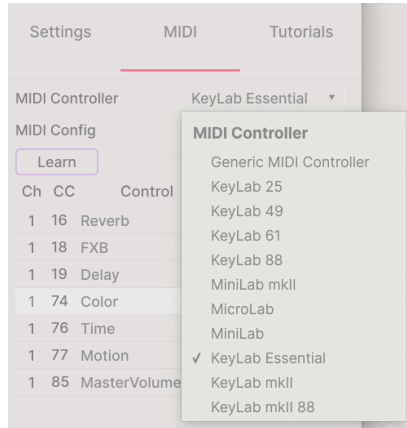 Settings MIDI Tutorials
MIDI Controller KeyLab Essential
MIDI Config
Learn
Ch CC Control
1 16 Reverb
1 18 FXB
1 19 Delay
1 74 Color
1 76 Time
1 77 Motion
1 85 MasterVolume
MIDI Controller
Generic MIDI Controller
KeyLab 25
KeyLab 49
KeyLab 61
KeyLab 88
MiniLab mkII
MicroLab
MiniLab
✓ KeyLab Essential
KeyLab mkII
KeyLab mkII 88